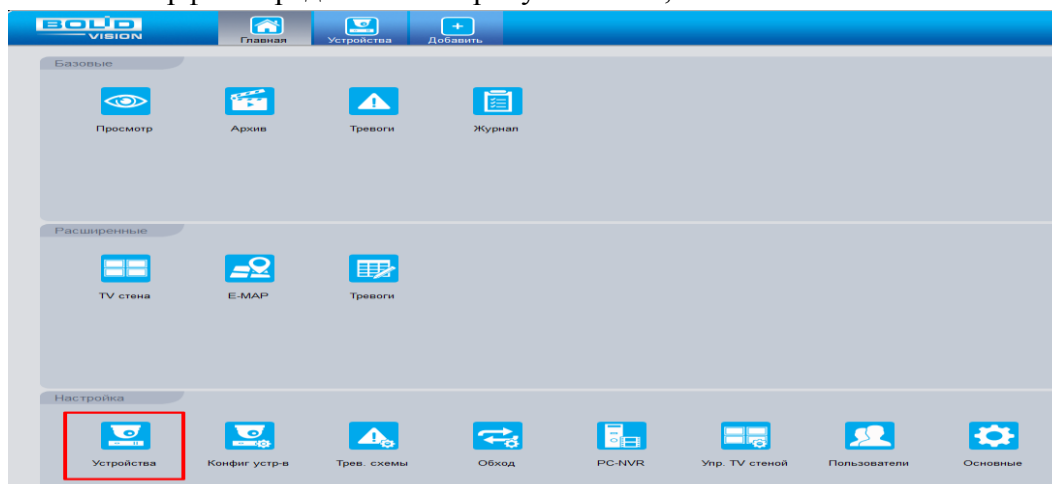 BOLID
VISION
Главная
Устройства
Добавить
Базовые
Просмотр
Архив
Тревоги
Журнал
Расширенные
TV стена
E-MAP
Тревоги
Настройка
Устройства
Конфиг устр-в
Трев. схемы
Обход
PC-NVR
Упр. TV стеной
Пользователи
Основные